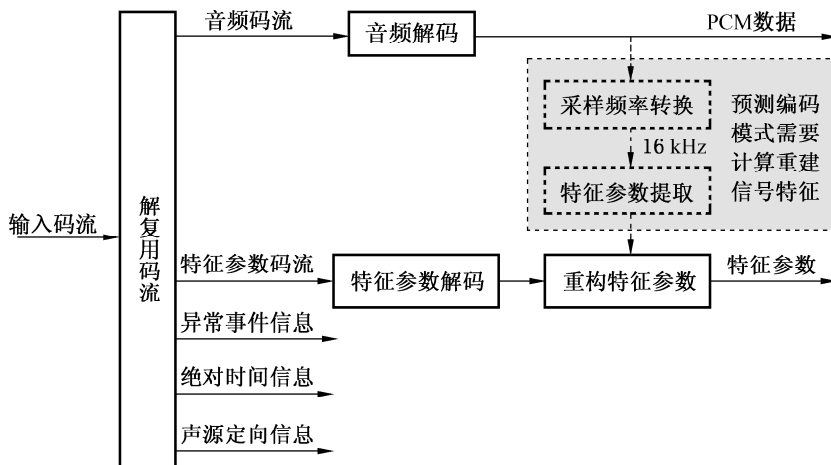 音频码流
音频解码
PCM数据
采样频率转换
16 kHz
特征参数提取
预测编码
模式需要
计算重建
信号特征
输入码流
解复用码流
特征参数码流
特征参数解码
重构特征参数
特征参数
异常事件信息
绝对时间信息
声源定向信息